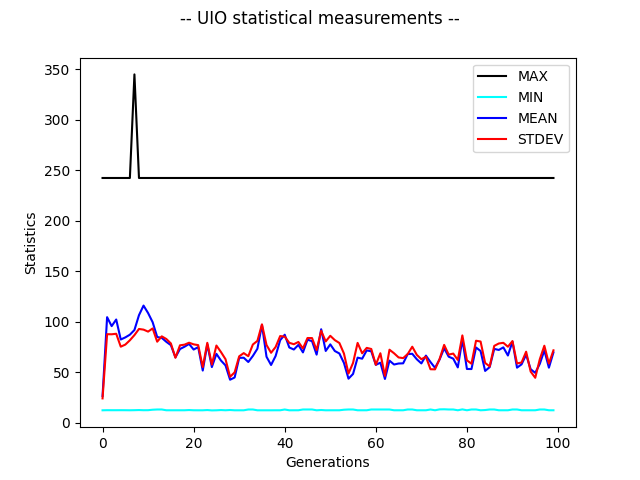 -- UIO statistical measurements --
350
300
250
200
150
100
50
0
Statistics
MAX
MIN
MEAN
STDEV
0 20 40 60 80 100
Generations